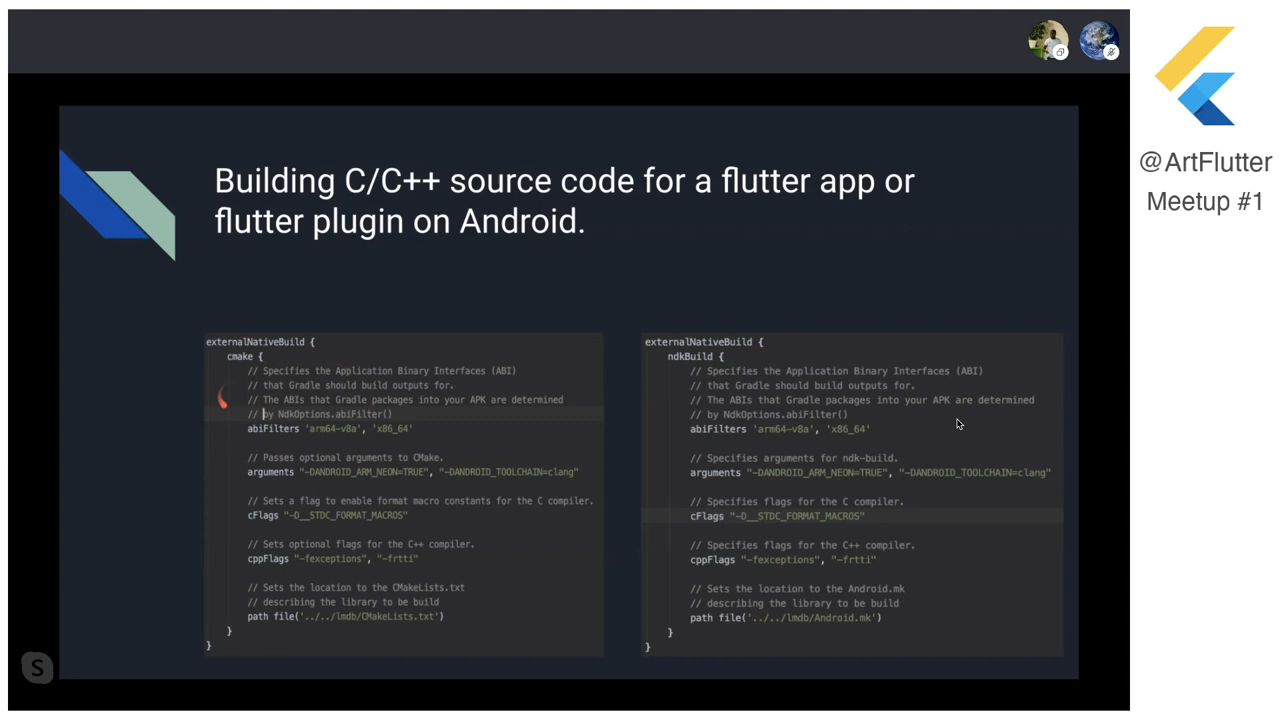 @ArtFlutter
Meetup #1
Building C/C++ source code for a flutter app or
flutter plugin on Android.
externalNativeBuild {
cmake {
// Specifies the Application Binary Interfaces (ABI)
// that Gradle should build outputs for.
// The ABIs that Gradle packages into your APK are determined
// by NdkOptions.abiFilter()
abiFilters 'arm64-v8a', 'x86_64'
// Passes optional arguments to CMake.
arguments "-DANDROID_ARM_NEON=TRUE", "-DANDROID_TOOLCHAIN=clang"
// Sets a flag to enable format macro constants for the C compiler.
cFlags "-D__STDC_FORMAT_MACROS"
// Sets optional flags for the C++ compiler.
cppFlags "-fexceptions", "-frtti"
// Sets the location to the CMakeLists.txt
// describing the library to be build
path file('../../lmdb/CMakeLists.txt')
}
}
externalNativeBuild {
ndkBuild {
// Specifies the Application Binary Interfaces (ABI)
// that Gradle should build outputs for.
// The ABIs that Gradle packages into your APK are determined
// by NdkOptions.abiFilter()
abiFilters 'arm64-v8a', 'x86_64'
// Specifies arguments for ndk-build.
arguments "-DANDROID_ARM_NEON=TRUE", "-DANDROID_TOOLCHAIN=clang"
// Specifies flags for the C compiler.
cFlags "-D__STDC_FORMAT_MACROS"
// Specifies flags for the C++ compiler.
cppFlags "-fexceptions", "-frtti"
// Sets the location to the Android.mk
// describing the library to be build
path file('../../lmdb/Android.mk')
}
}
S